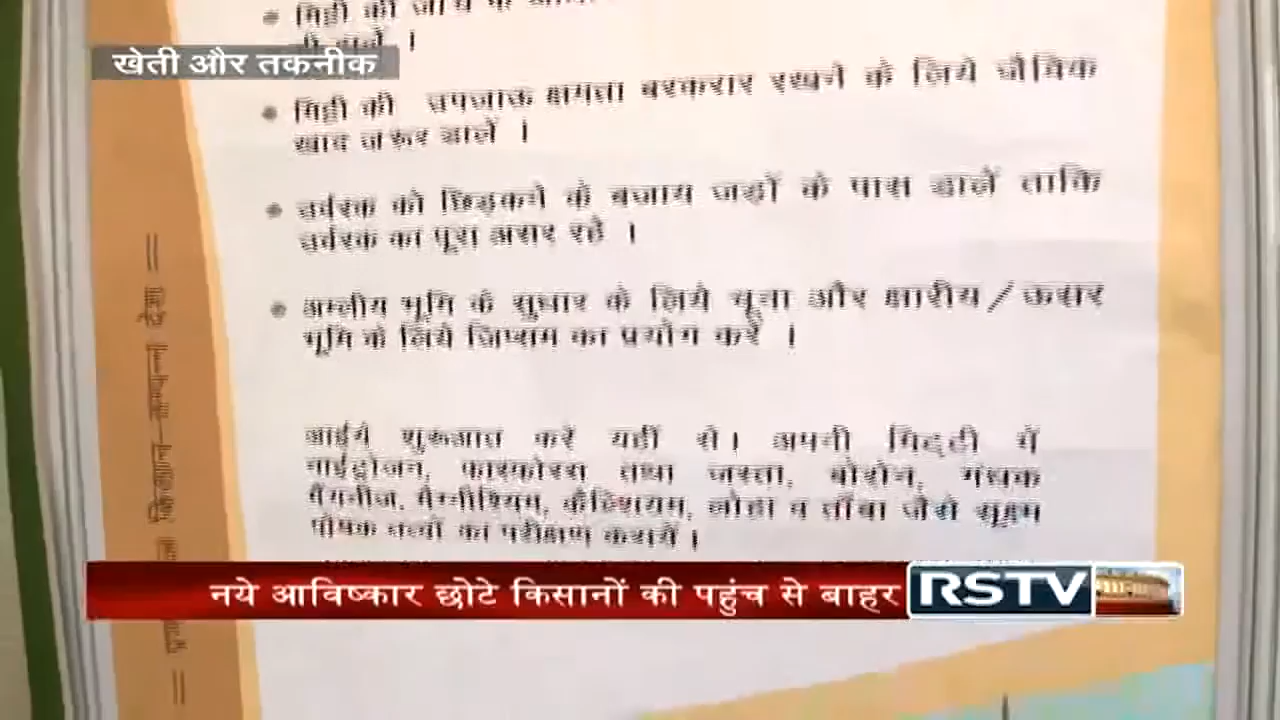 मिट्टी की जाँच के
खेती और तकनीक
मिट्टी की उपजाऊ क्षमता बरकरार रखने के लिये जैविक
खाद जरूर डालें ।
उर्वरक को छिड़कने के बजाय जड़ों के पास डालें ताकि
उर्वरक का पूरा असर रहे ।
अम्लीय भूमि के सुधार के लिये चूना और क्षारीय / ऊसर
भूमि के लिये जिप्सम का प्रयोग करें ।
आईये शुरूआत करें यहीं से। अपनी मिट्टी में
नाईट्रोजन, फास्फोरस तथा जस्ता, बोरोन, गंधक
मैंगनीज, मैग्नीशियम, कैल्शियम, लोहा व ताँबा जैसे सूक्ष्म
पोषक तत्वों का परीक्षण करायें ।
नये आविष्कार छोटे किसानों की पहुंच से बाहर
RSTV